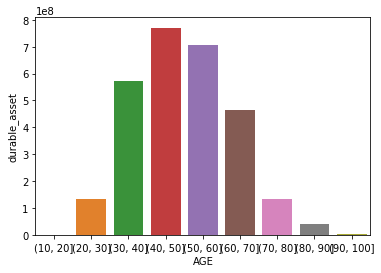 1e8
8
7
6
5
4
3
2
1
0
durable_asset
(10, 20] (20, 30] (30, 40] (40, 50] (50, 60] (60, 70] (70, 80] (80, 90] (90, 100]
AGE